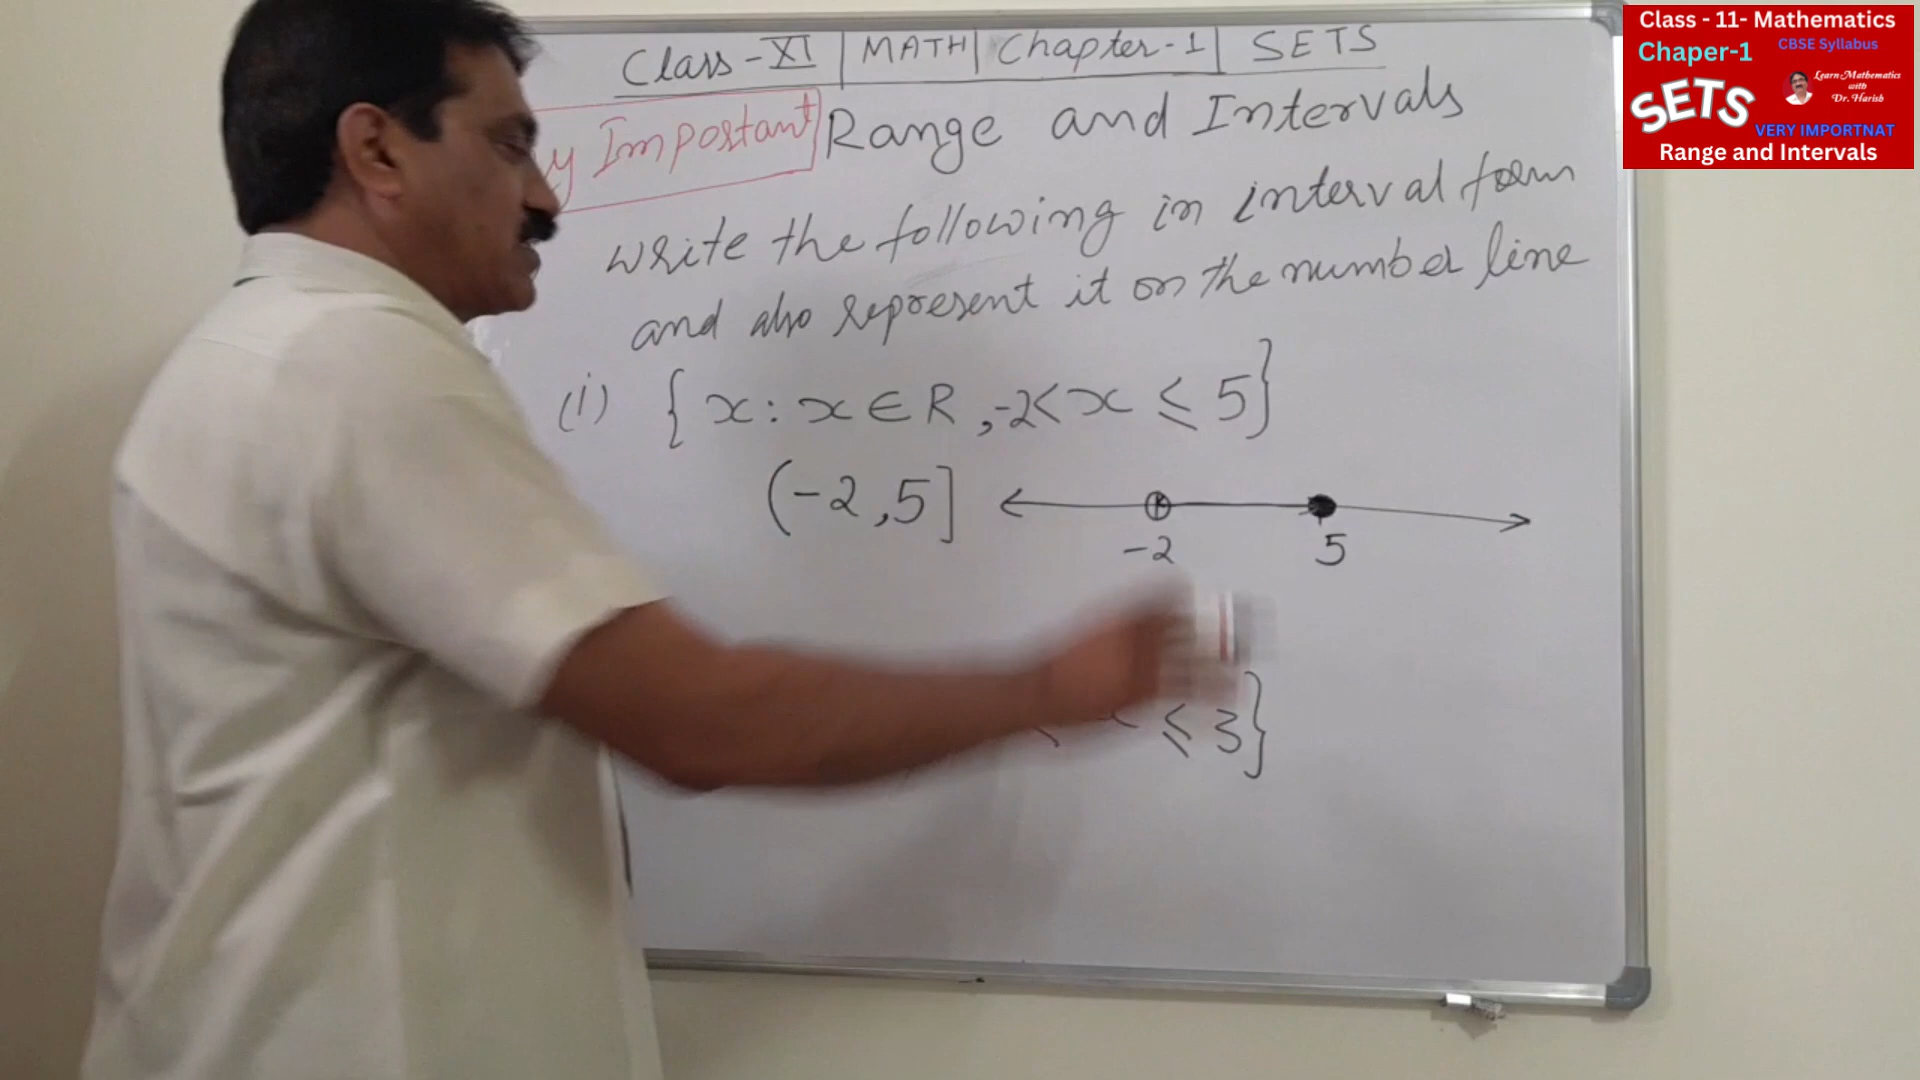 Class - XI | MATH | Chapter - 1 | SETS
y Important Range and Intervals
Write the following in interval form
and also represent it on the number line
(i) { x : x ∈ R , -2 < x ≤ 5 }
(-2, 5]
-2 5
≤ 3 }
Class - 11- Mathematics
Chaper-1 CBSE Syllabus
SETS Learn Mathematics
with
Dr. Harish
VERY IMPORTNAT
Range and Intervals